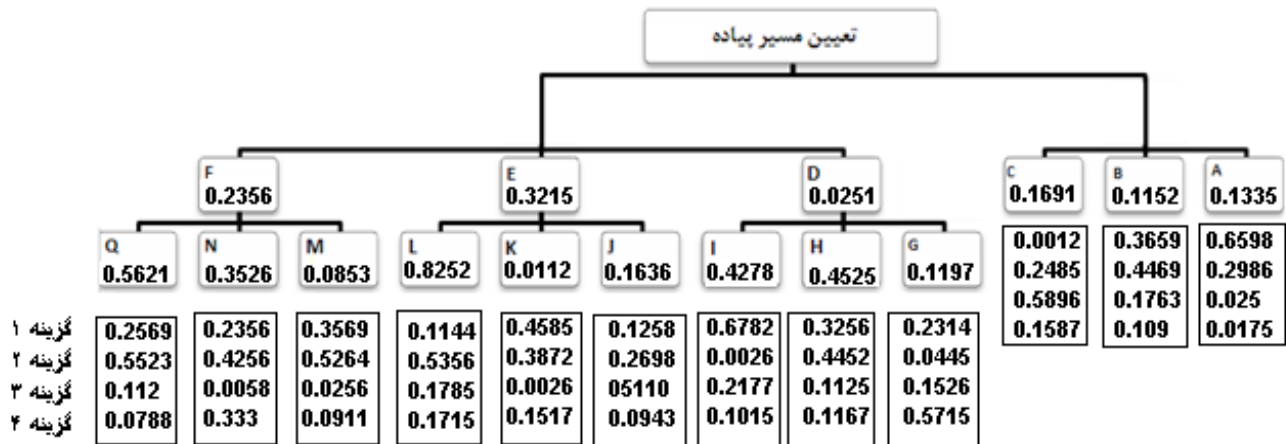 تعیین مسیر پیاده
F E D C B A
0.2356 0.3215 0.0251 0.1691 0.1152 0.1335
Q N M L K J I H G
0.5621 0.3526 0.0853 0.8252 0.0112 0.1636 0.4278 0.4525 0.1197
0.0012 0.3659 0.6598
0.2485 0.4469 0.2986
0.5896 0.1763 0.025
0.1587 0.109 0.0175
گزینه ۱ 0.2569 0.2356 0.3569 0.1144 0.4585 0.1258 0.6782 0.3256 0.2314
گزینه ۲ 0.5523 0.4256 0.5264 0.5356 0.3872 0.2698 0.0026 0.4452 0.0445
گزینه ۳ 0.112 0.0058 0.0256 0.1785 0.0026 05110 0.2177 0.1125 0.1526
گزینه ۴ 0.0788 0.333 0.0911 0.1715 0.1517 0.0943 0.1015 0.1167 0.5715